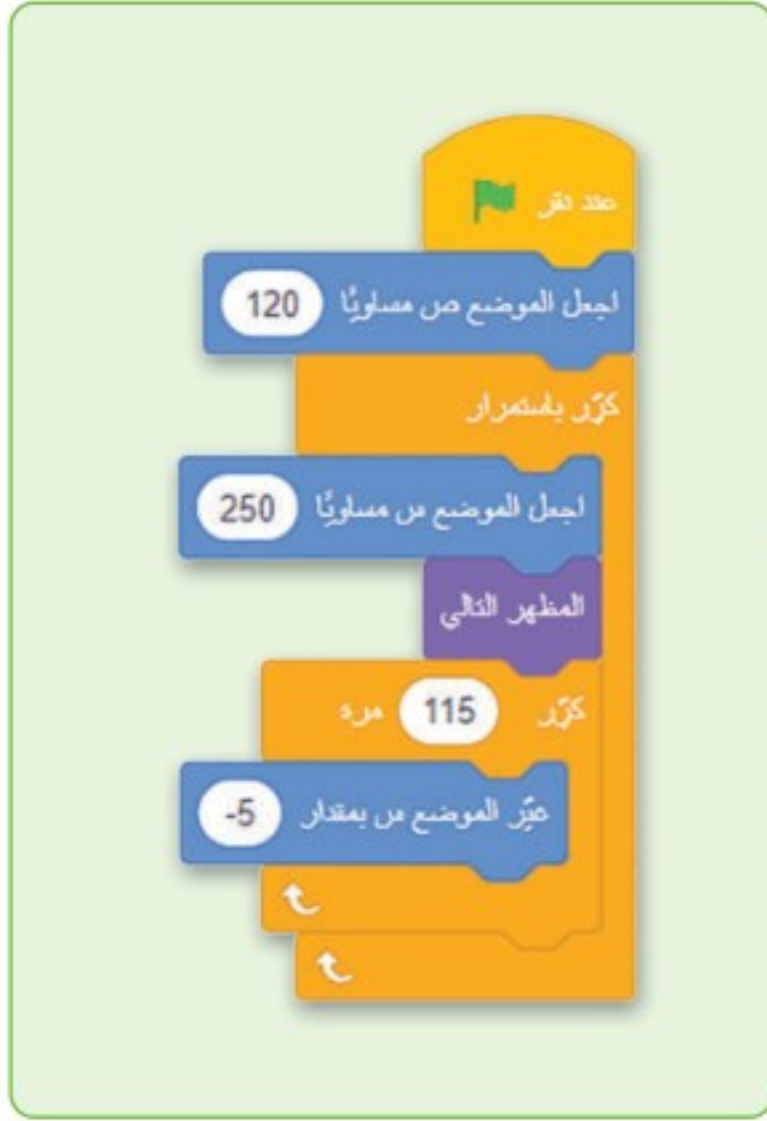 عند نقر
اجعل الموضع ص مساويًا 120
كرّر باستمرار
اجعل الموضع س مساويًا 250
المظهر التالي
كرّر 115 مرة
غيّر الموضع س بمقدار -5